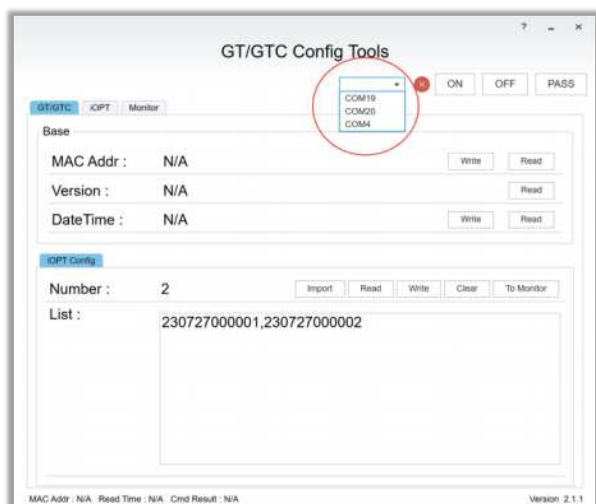 GT/GTC Config Tools
ON OFF PASS
COM19
COM20
COM4
GT/GTC iOPT Monitor
Base
MAC Addr : N/A Write Read
Version : N/A Read
DateTime : N/A Write Read
iOPT Config
Number : 2 Import Read Write Clear To Monitor
List :
230727000001,230727000002
MAC Addr : N/A Read Time : N/A Cmd Result : N/A Version 2.1.1